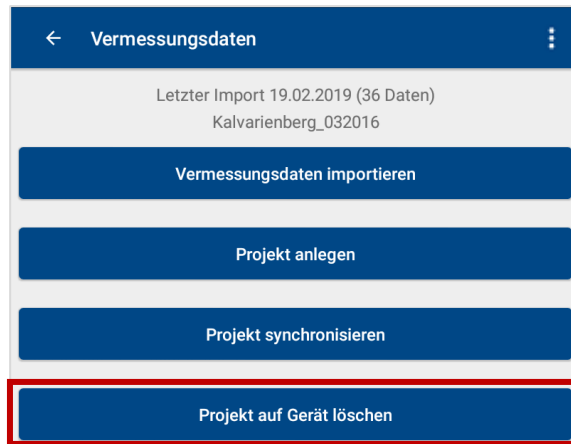 Vermessungsdaten
Letzter Import 19.02.2019 (36 Daten)
Kalvarienberg_032016
Vermessungsdaten importieren
Projekt anlegen
Projekt synchronisieren
Projekt auf Gerät löschen